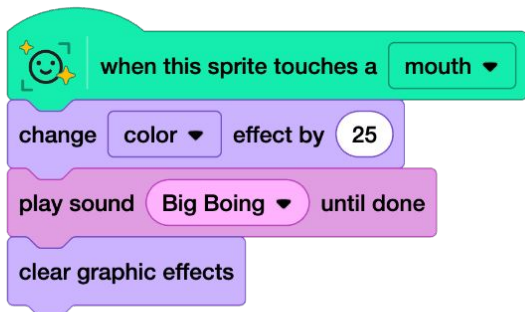 when this sprite touches a mouth
change color effect by 25
play sound Big Boing until done
clear graphic effects